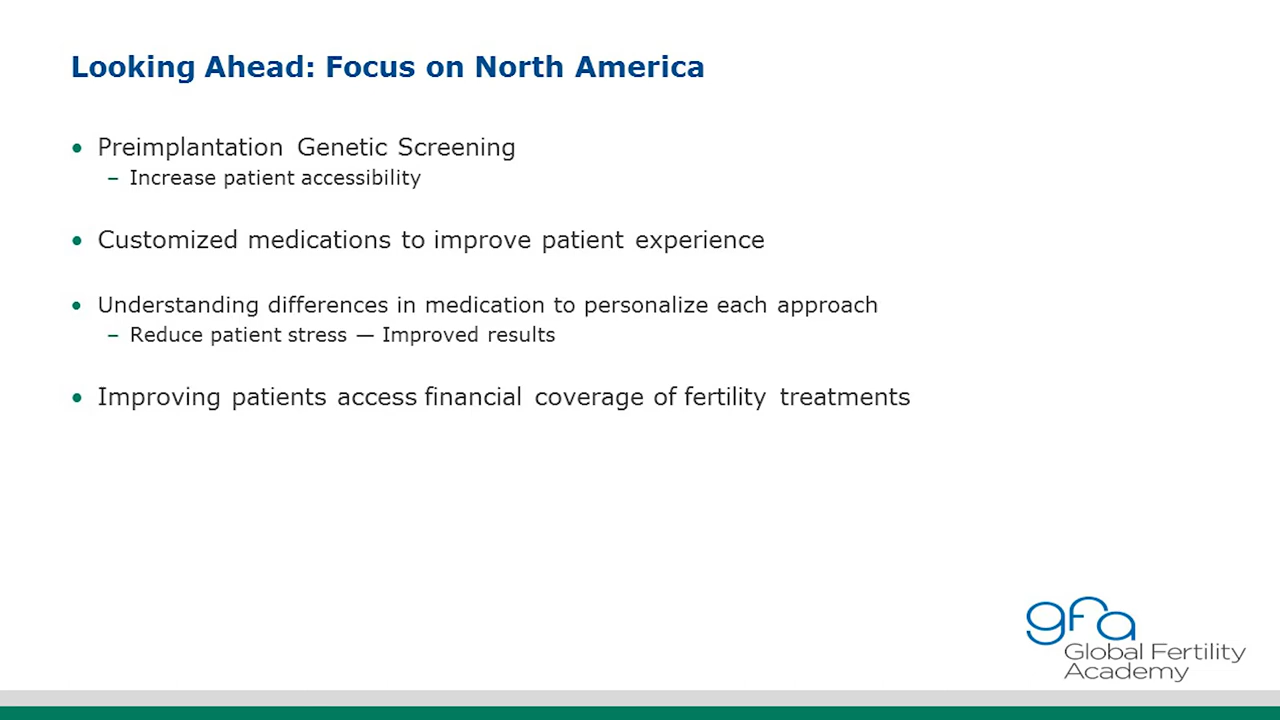 Looking Ahead: Focus on North America
• Preimplantation Genetic Screening
– Increase patient accessibility
• Customized medications to improve patient experience
• Understanding differences in medication to personalize each approach
– Reduce patient stress — Improved results
• Improving patients access financial coverage of fertility treatments
gfa
Global Fertility
Academy